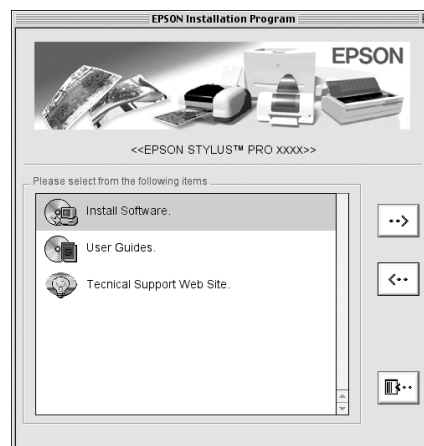 EPSON Installation Program
EPSON
<<EPSON STYLUS™ PRO XXXX>>
Please select from the following items
Install Software.
User Guides.
Tecnical Support Web Site.